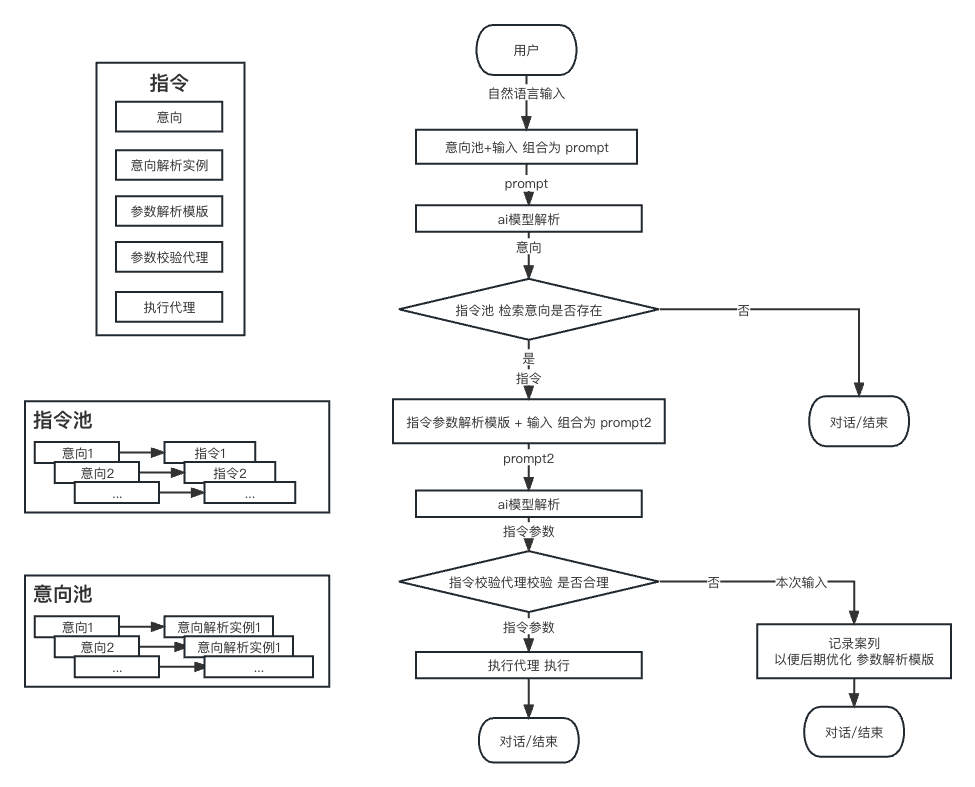 指令
意向
意向解析实例
参数解析模版
参数校验代理
执行代理
指令池
意向1
指令1
意向2
指令2
...
...
意向池
意向1
意向解析实例1
意向2
意向解析实例1
...
...
用户
自然语言输入
意向池+输入 组合为 prompt
prompt
ai模型解析
意向
指令池 检索意向是否存在
否
对话/结束
是
指令
指令参数解析模版 + 输入 组合为 prompt2
prompt2
ai模型解析
指令参数
指令校验代理校验 是否合理
否
本次输入
记录案列
以便后期优化 参数解析模版
对话/结束
指令参数
执行代理 执行
对话/结束